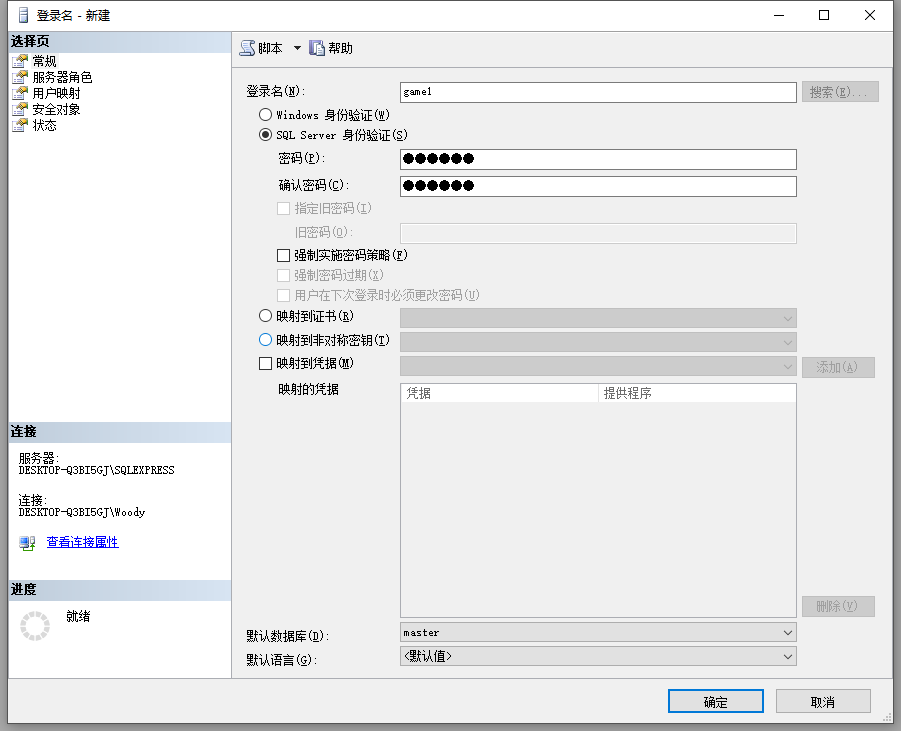 登录名 - 新建
选择页
常规
服务器角色
用户映射
安全对象
状态
连接
服务器:
DESKTOP-Q3BI5GJ\SQLEXPRESS
连接:
DESKTOP-Q3BI5GJ\Woody
查看连接属性
进度
就绪
脚本 帮助
登录名(N): game1 搜索(E)...
Windows 身份验证(W)
SQL Server 身份验证(S)
密码(P): ●●●●●●
确认密码(C): ●●●●●●
指定旧密码(I)
旧密码(O):
强制实施密码策略(F)
强制密码过期(X)
用户在下次登录时必须更改密码(U)
映射到证书(R)
映射到非对称密钥(T)
映射到凭据(M) 添加(A)
映射的凭据 凭据 提供程序
删除(V)
默认数据库(D): master
默认语言(G): <默认值>
确定 取消